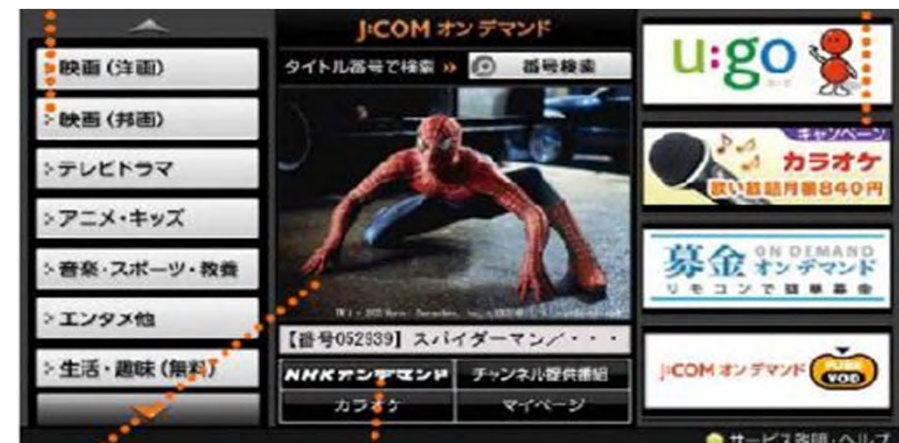 映画 (洋画)
映画 (邦画)
テレビドラマ
アニメ・キッズ
音楽・スポーツ・教養
エンタメ他
生活・趣味 (無料)
J:COM オンデマンド
タイトル番号で検索
番号検索
【番号052939】スパイダーマン/・・・
NHKオンデマンド
チャンネル提供番組
カラオケ
マイページ
u:go
キャンペーン
カラオケ
歌い放題月額840円
募金 ON DEMAND
オンデマンド
リモコンで簡単募金
J:COM オンデマンド
PURE
VOD
サービス説明・ヘルプ